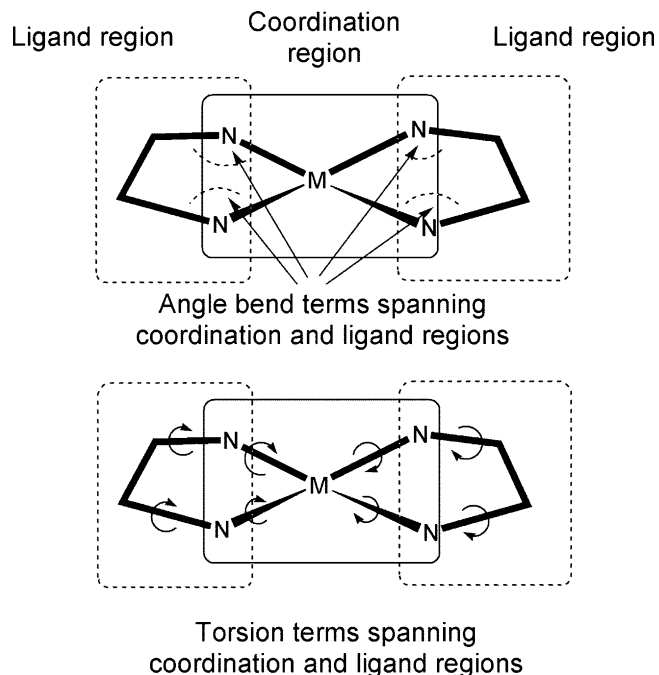 Ligand region
Coordination
region
Ligand region
N
N
M
N
N
Angle bend terms spanning
coordination and ligand regions
N
N
M
N
N
Torsion terms spanning
coordination and ligand regions